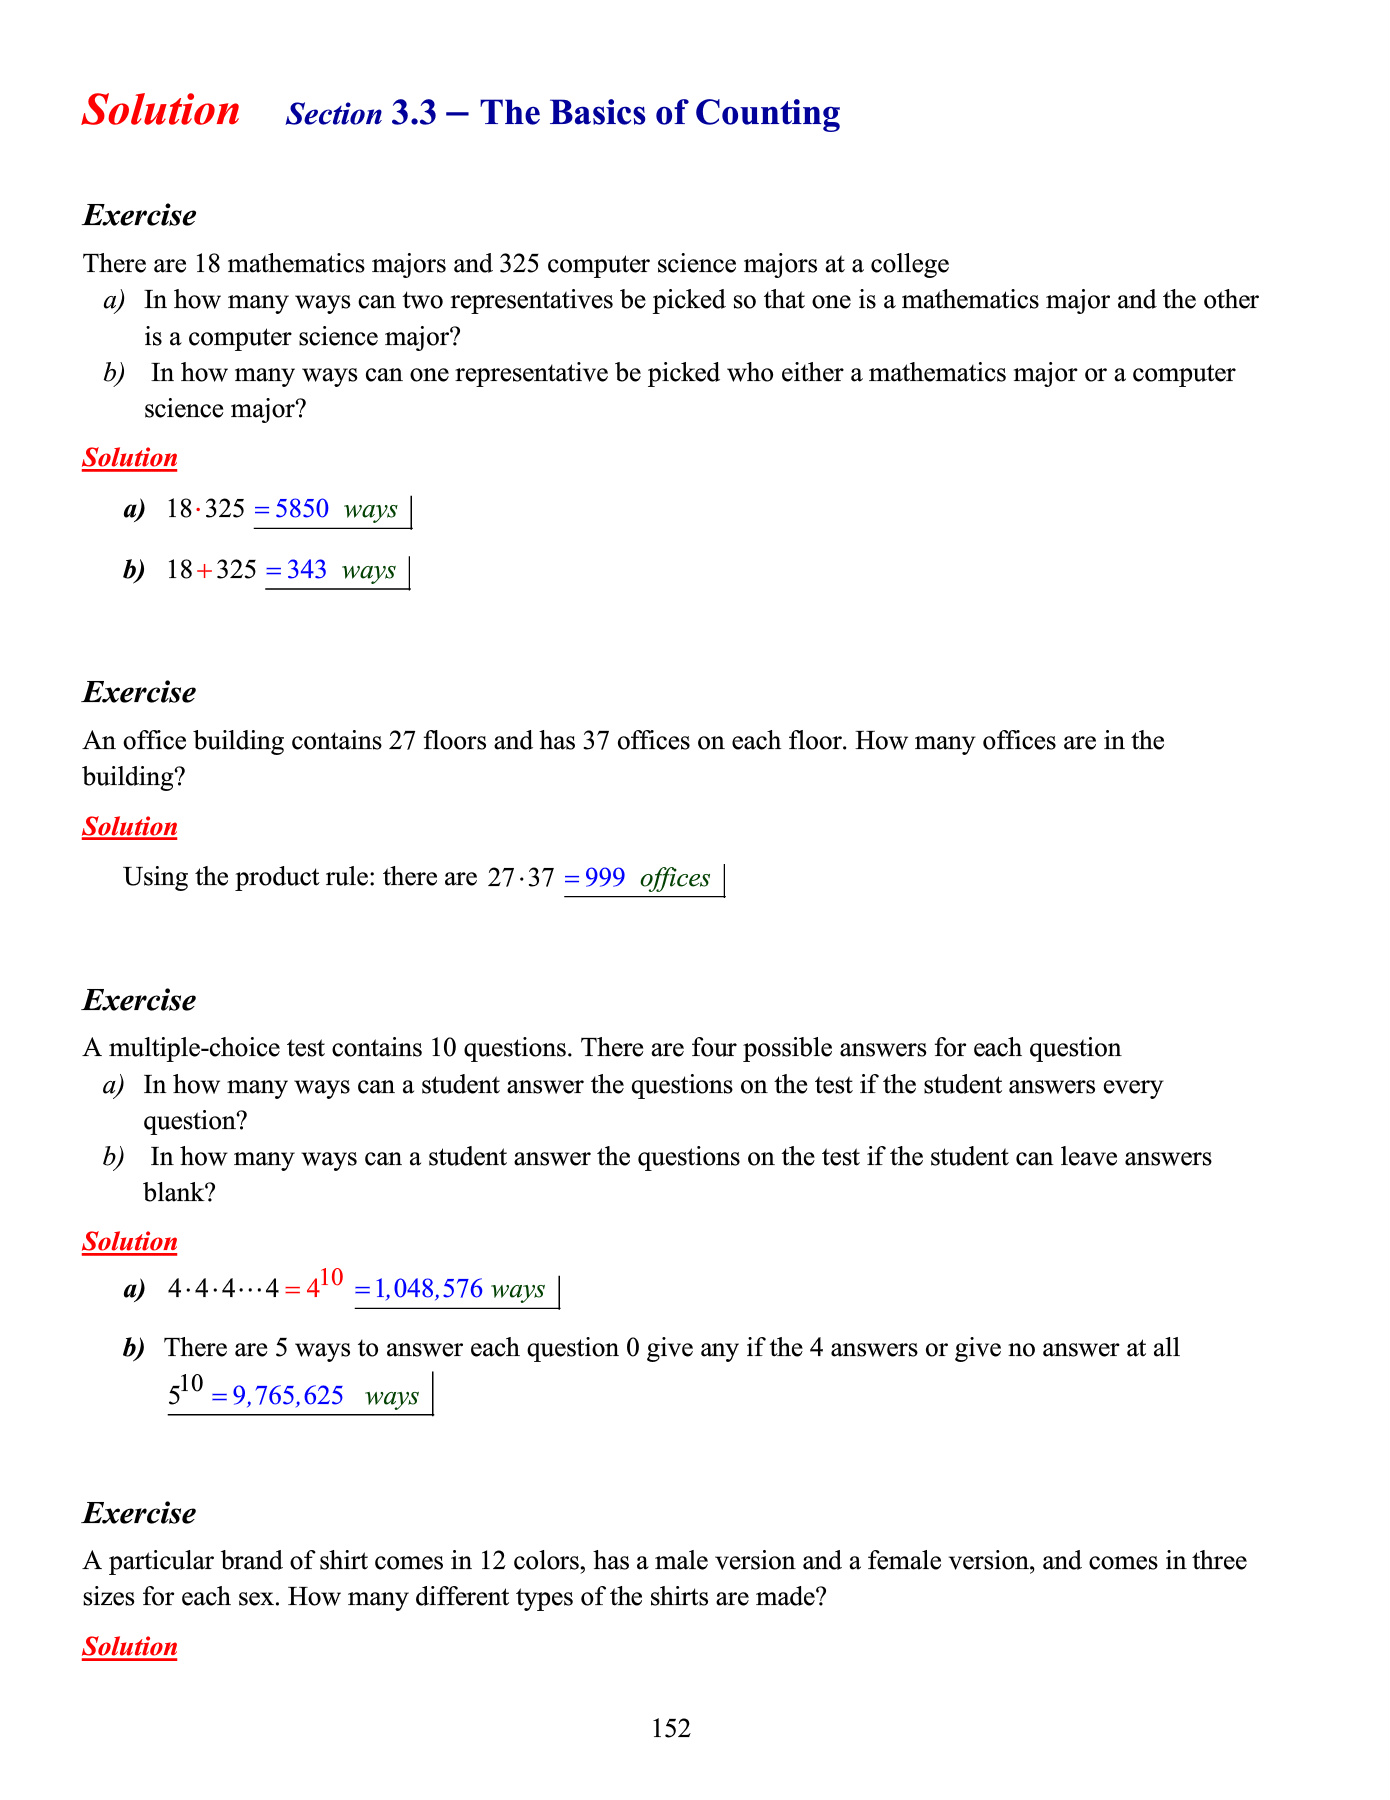 Solution Section 3.3 – The Basics of Counting
Exercise
There are 18 mathematics majors and 325 computer science majors at a college
a) In how many ways can two representatives be picked so that one is a mathematics major and the other
is a computer science major?
b) In how many ways can one representative be picked who either a mathematics major or a computer
science major?
Solution
a) 18·325 = 5850 ways
b) 18+325 = 343 ways
Exercise
An office building contains 27 floors and has 37 offices on each floor. How many offices are in the
building?
Solution
Using the product rule: there are 27·37 = 999 offices
Exercise
A multiple-choice test contains 10 questions. There are four possible answers for each question
a) In how many ways can a student answer the questions on the test if the student answers every
question?
b) In how many ways can a student answer the questions on the test if the student can leave answers
blank?
Solution
a) 4·4·4···4 = 4^10 = 1,048,576 ways
b) There are 5 ways to answer each question 0 give any if the 4 answers or give no answer at all
5^10 = 9,765,625 ways
Exercise
A particular brand of shirt comes in 12 colors, has a male version and a female version, and comes in three
sizes for each sex. How many different types of the shirts are made?
Solution
152